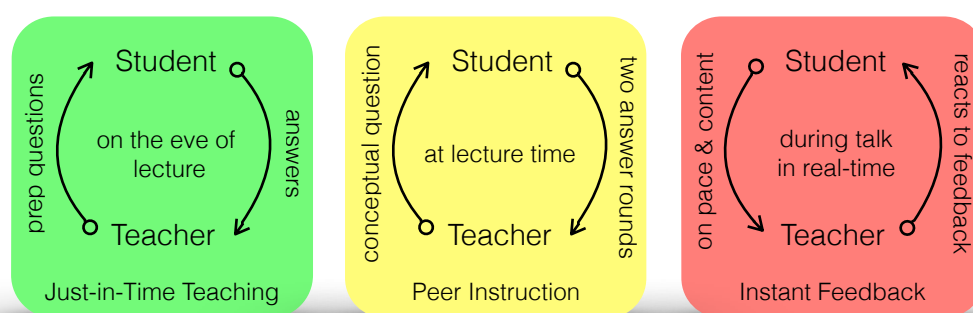 Student
prep questions
on the eve of
lecture
answers
Teacher
Just-in-Time Teaching
Student
conceptual question
at lecture time
two answer rounds
Teacher
Peer Instruction
Student
on pace & content
during talk
in real-time
reacts to feedback
Teacher
Instant Feedback